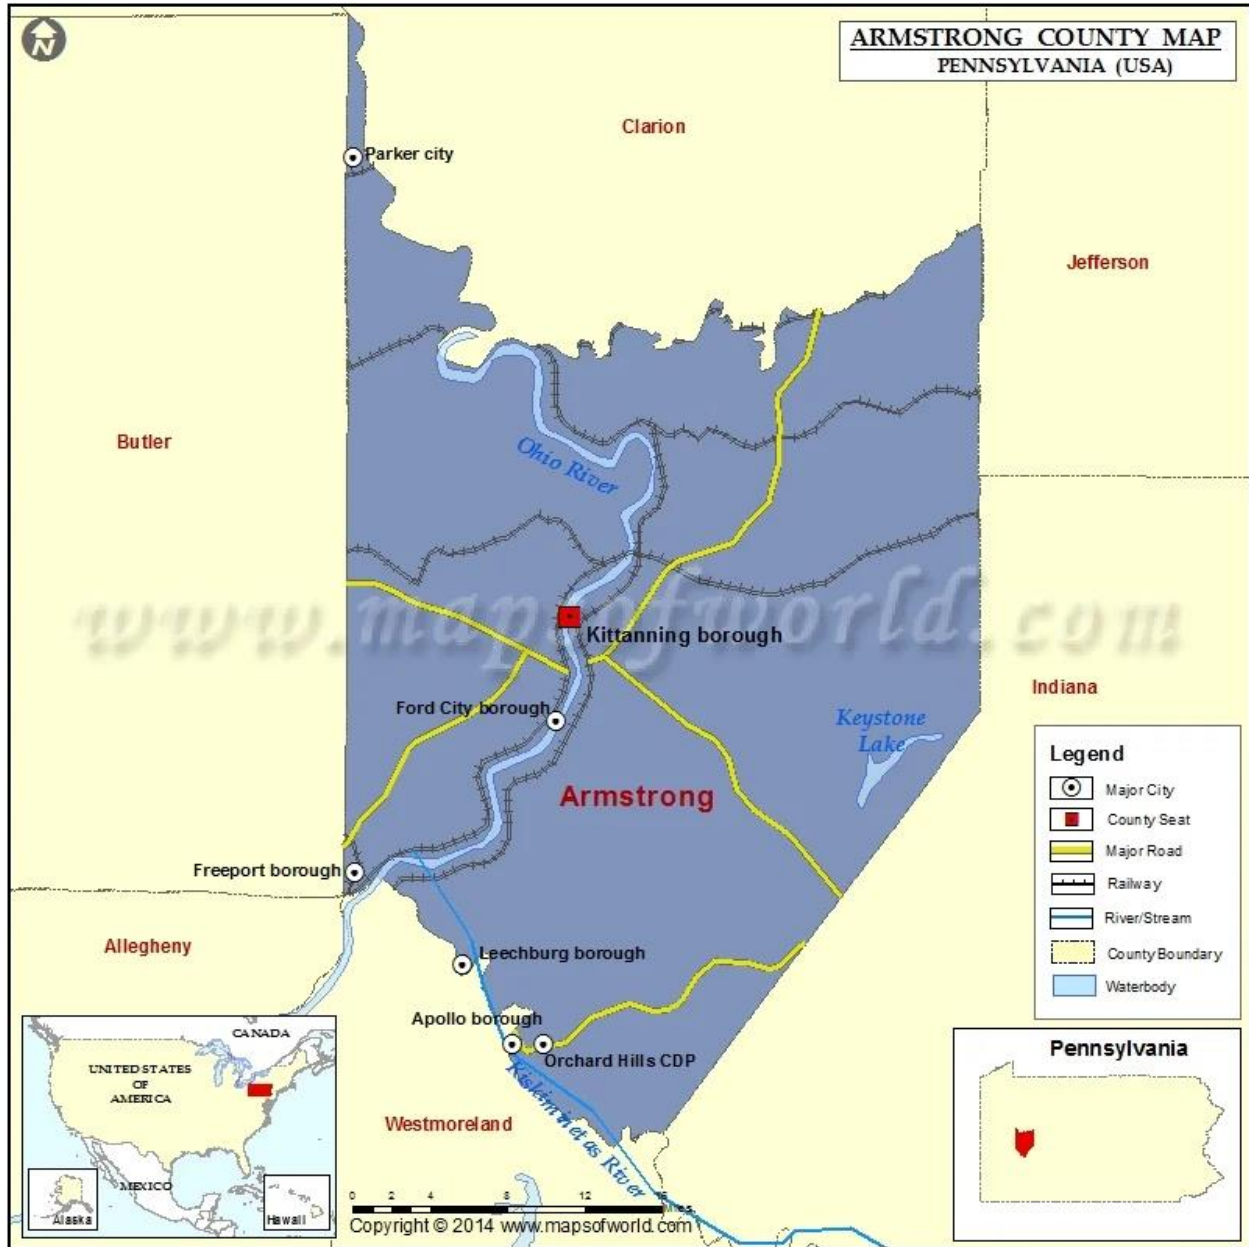 N
ARMSTRONG COUNTY MAP
PENNSYLVANIA (USA)
Clarion
Parker city
Jefferson
Butler
Ohio River
www.mapsofworld.com
Kittanning borough
Indiana
Ford City borough
Keystone
Lake
Armstrong
Legend
Major City
County Seat
Major Road
Railway
River/Stream
County Boundary
Waterbody
Freeport borough
Allegheny
Leechburg borough
Apollo borough
Orchard Hills CDP
Kiskiminetas River
Westmoreland
CANADA
UNITED STATES
OF
AMERICA
MEXICO
Alaska
Hawaii
Pennsylvania
0 2 4 8 12 16
Miles
Copyright © 2014 www.mapsofworld.com